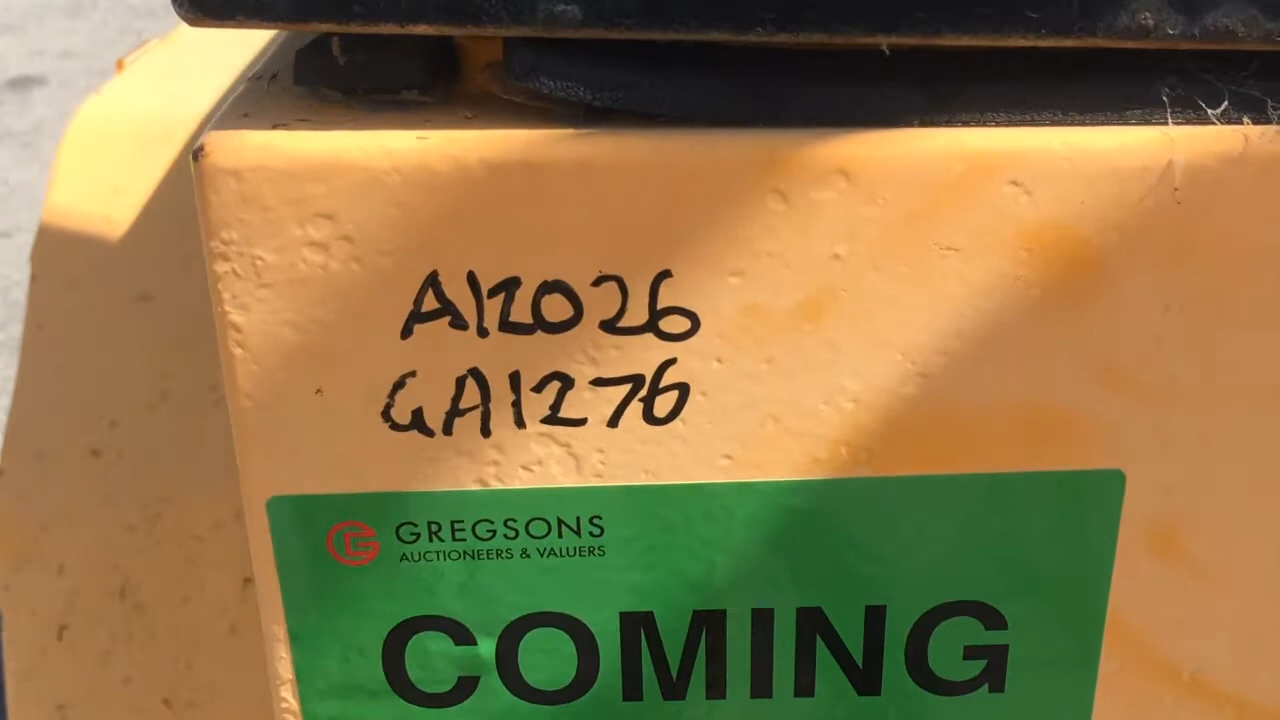 A12026
GA1276
GREGSONS
AUCTIONEERS & VALUERS
COMING